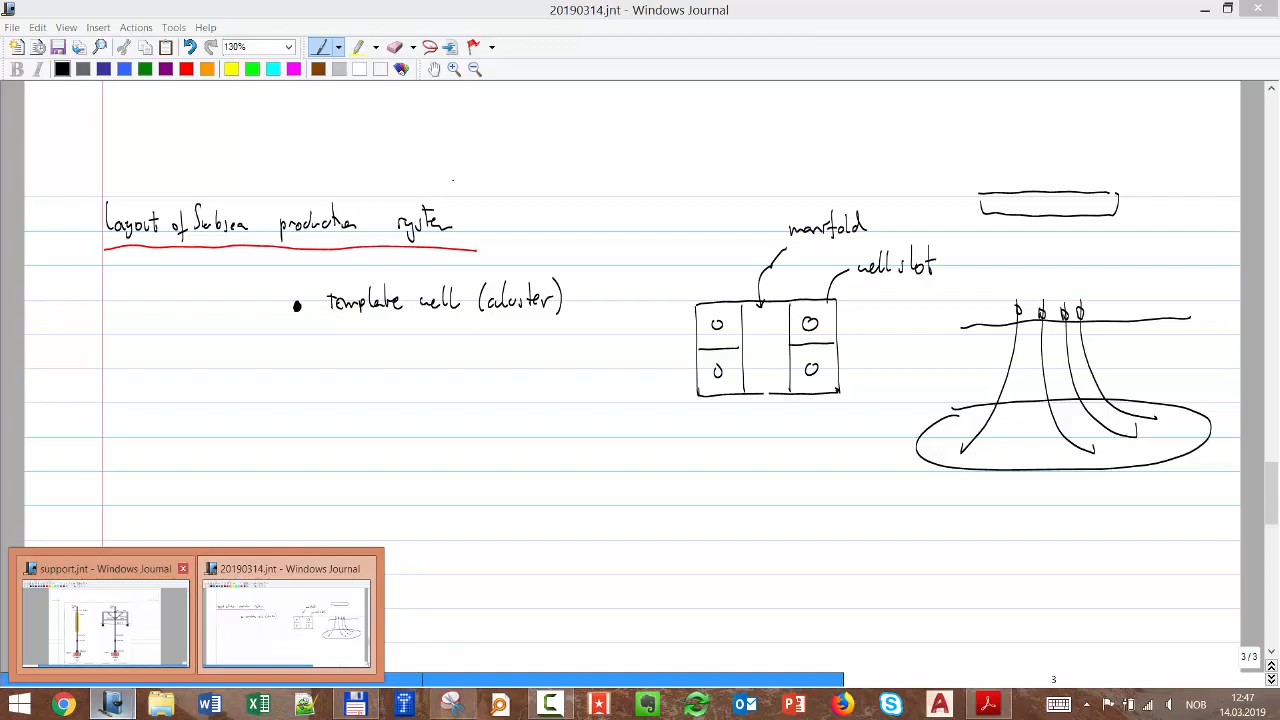 20190314.jnt - Windows Journal
File Edit View Insert Actions Tools Help
130%
Layout of Subsea production system
manifold
well slot
• template well (cluster)
support.jnt - Windows Journal
20190314.jnt - Windows Journal
3/3
3
NOB
12:47
14.03.2019